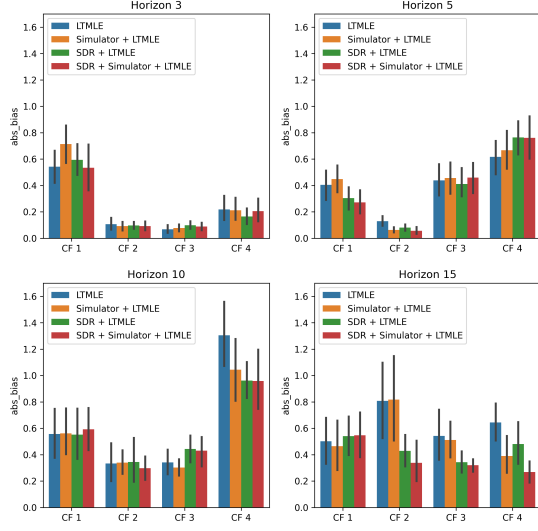 Horizon 3
1.6
1.4
1.2
1.0
0.8
0.6
0.4
0.2
0.0
abs_bias
LTMLE
Simulator + LTMLE
SDR + LTMLE
SDR + Simulator + LTMLE
CF 1 CF 2 CF 3 CF 4
Horizon 5
1.6
1.4
1.2
1.0
0.8
0.6
0.4
0.2
0.0
abs_bias
LTMLE
Simulator + LTMLE
SDR + LTMLE
SDR + Simulator + LTMLE
CF 1 CF 2 CF 3 CF 4
Horizon 10
1.6
1.4
1.2
1.0
0.8
0.6
0.4
0.2
0.0
abs_bias
LTMLE
Simulator + LTMLE
SDR + LTMLE
SDR + Simulator + LTMLE
CF 1 CF 2 CF 3 CF 4
Horizon 15
1.6
1.4
1.2
1.0
0.8
0.6
0.4
0.2
0.0
abs_bias
LTMLE
Simulator + LTMLE
SDR + LTMLE
SDR + Simulator + LTMLE
CF 1 CF 2 CF 3 CF 4